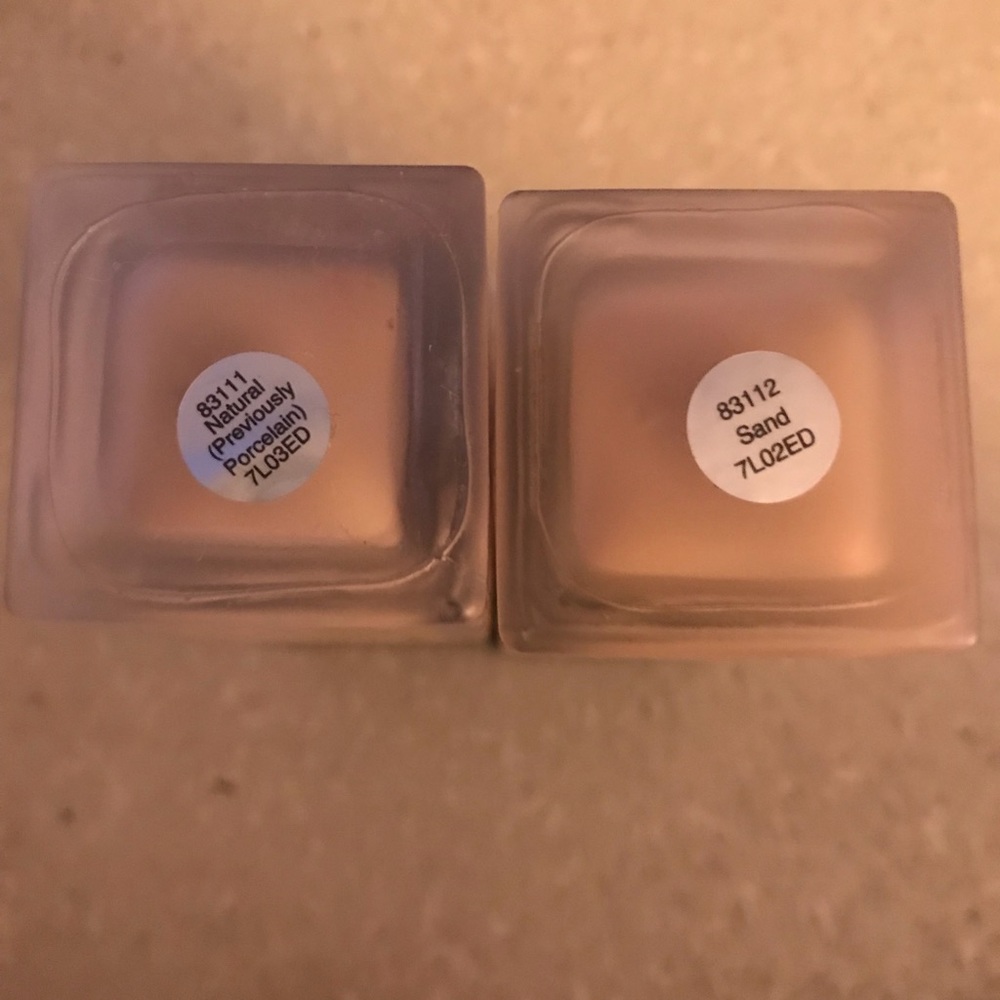 83111
Natural
(Previously
Porcelain)
7L03ED
83112
Sand
7L02ED